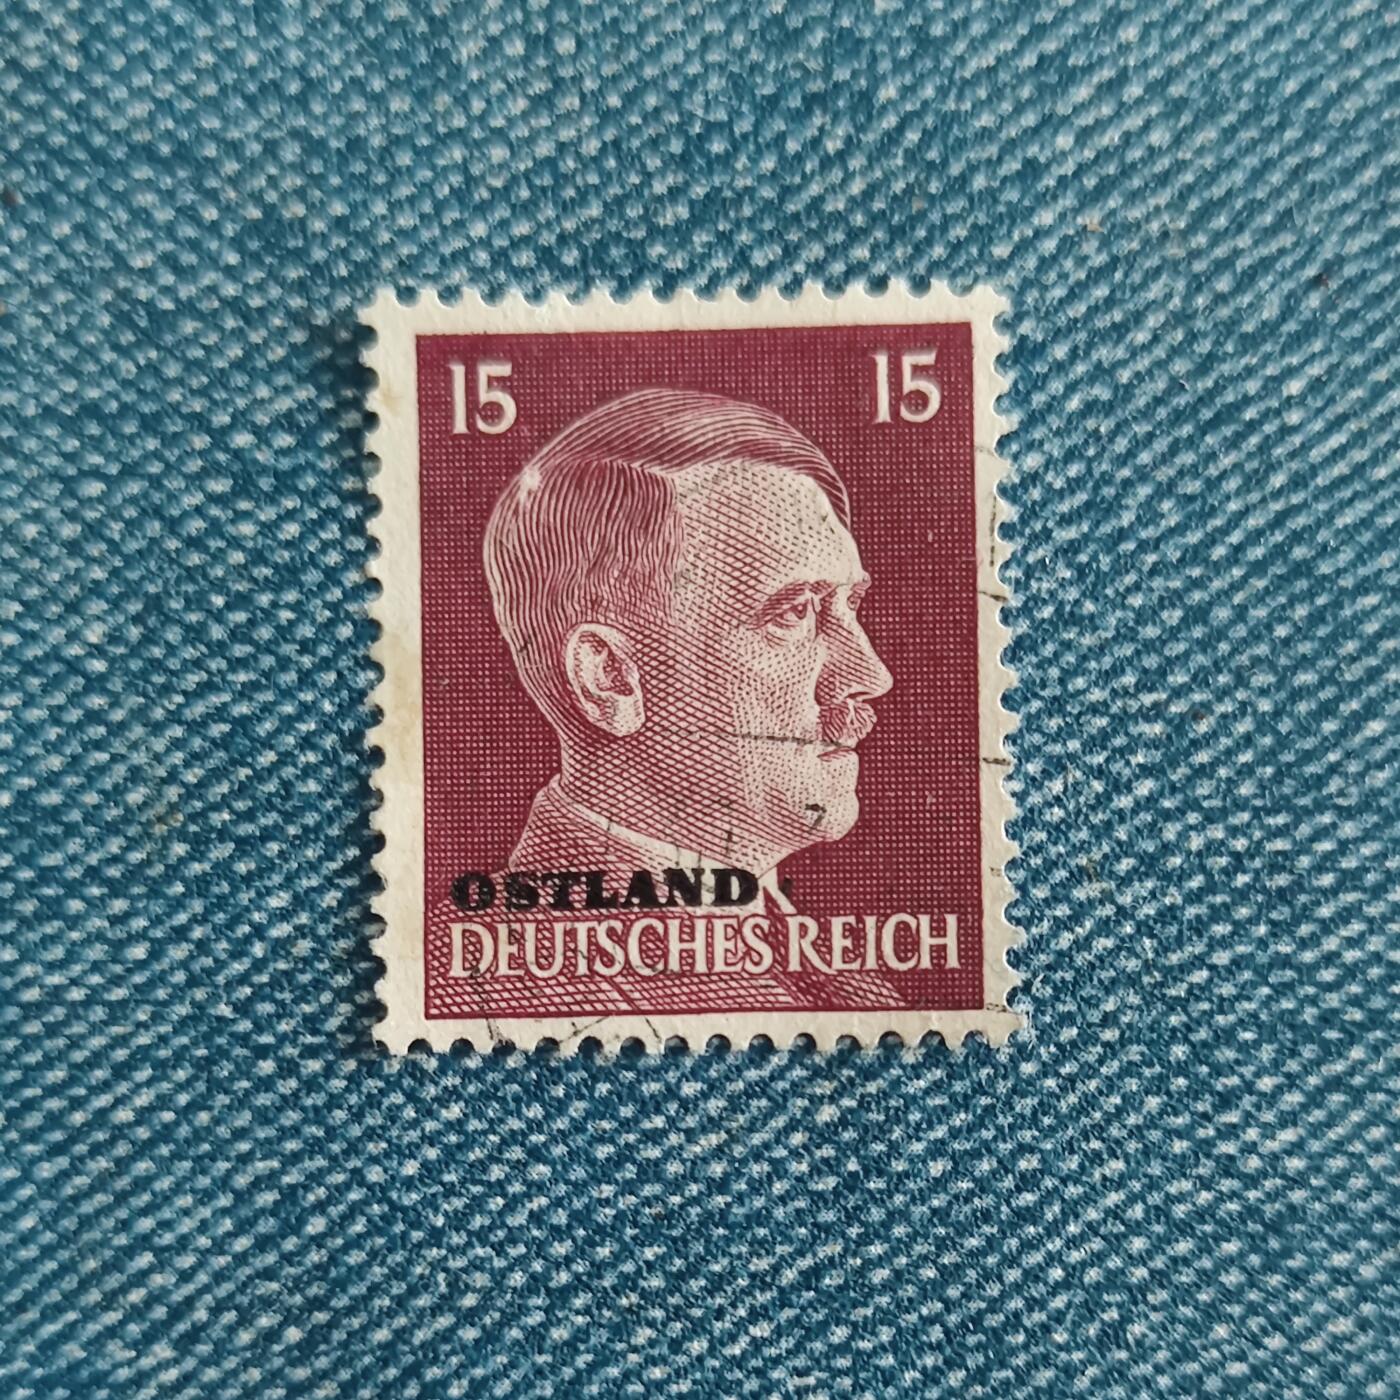 15 15
OSTLAND
DEUTSCHES REICH